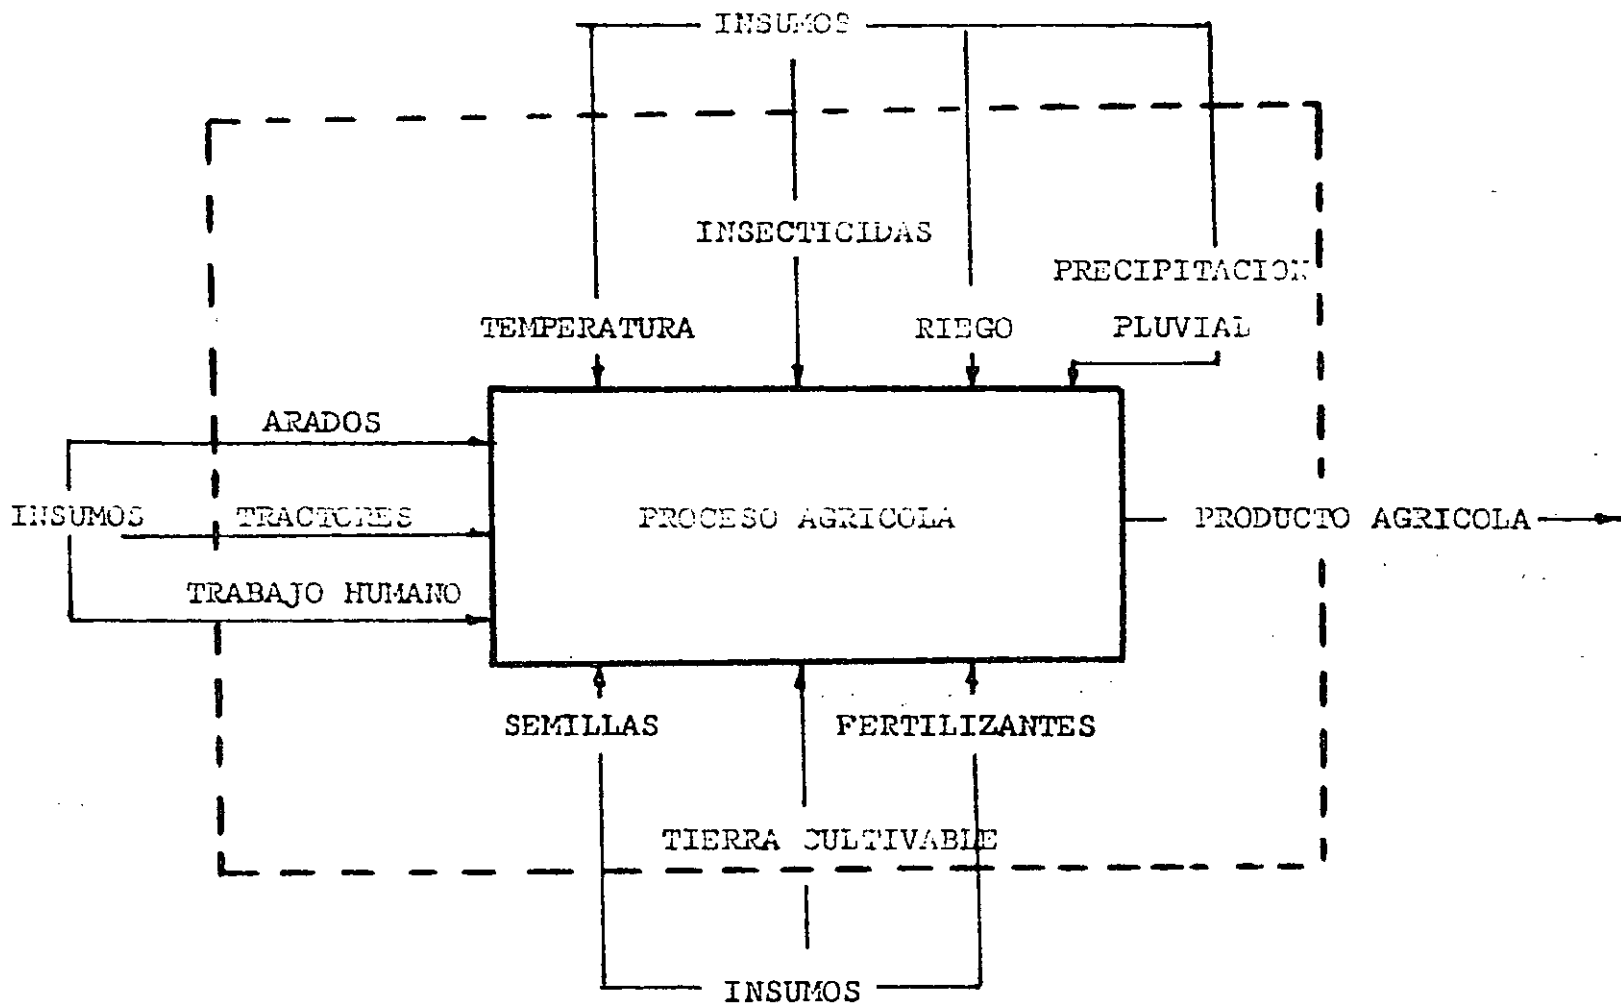 INSUMOS
INSECTICIDAS
PRECIPITACION
TEMPERATURA
RIEGO
PLUVIAL
ARADOS
INSUMOS
TRACTORES
PROCESO AGRICOLA
PRODUCTO AGRICOLA
TRABAJO HUMANO
SEMILLAS
FERTILIZANTES
TIERRA CULTIVABLE
INSUMOS